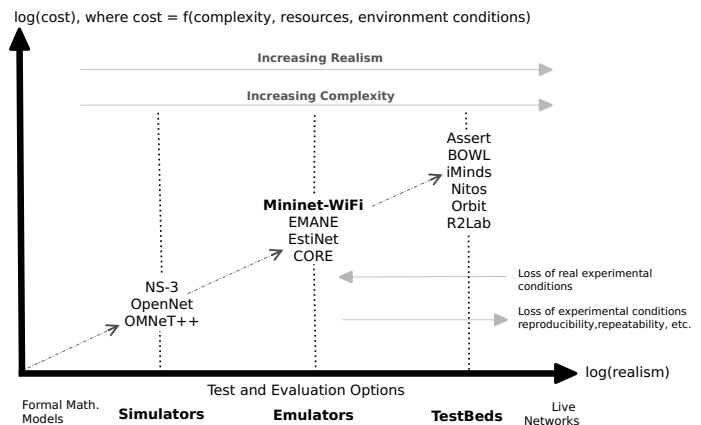 log(cost), where cost = f(complexity, resources, environment conditions)
Increasing Realism
Increasing Complexity
Assert
BOWL
iMinds
Nitos
Orbit
R2Lab
Mininet-WiFi
EMANE
EstiNet
CORE
NS-3
OpenNet
OMNeT++
Loss of real experimental
conditions
Loss of experimental conditions
reproducibility,repeatability, etc.
log(realism)
Test and Evaluation Options
Formal Math.
Models
Simulators
Emulators
TestBeds
Live
Networks